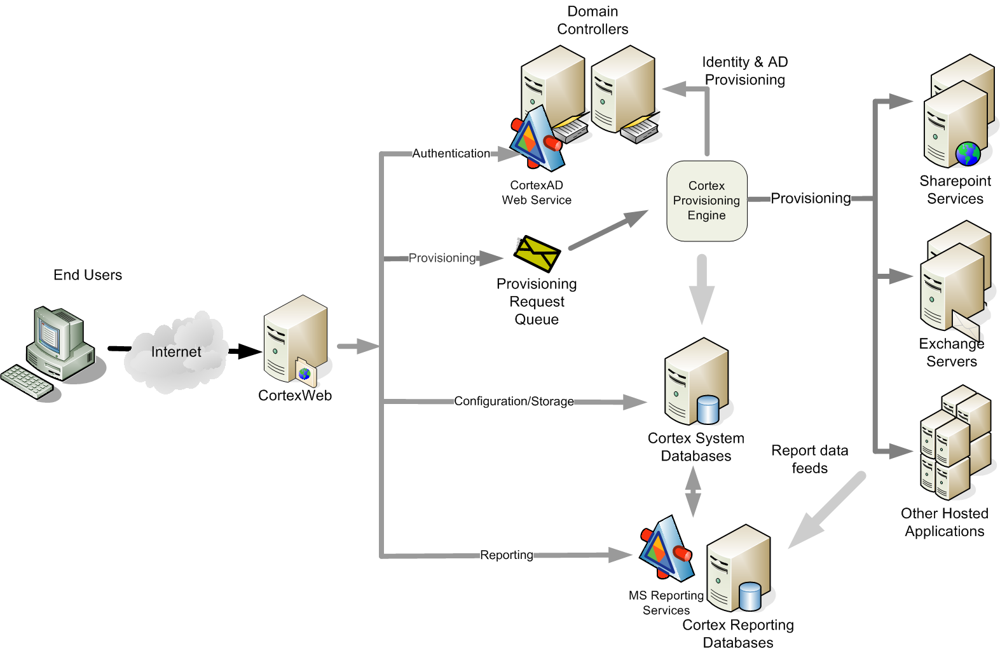 Domain
Controllers
Identity & AD
Provisioning
Authentication
CortexAD
Web Service
Cortex
Provisioning
Engine
Provisioning
Sharepoint
Services
Provisioning
Provisioning
Request
Queue
End Users
Internet
CortexWeb
Exchange
Servers
Configuration/Storage
Cortex System
Databases
Report data
feeds
Other Hosted
Applications
Reporting
MS Reporting
Services
Cortex Reporting
Databases